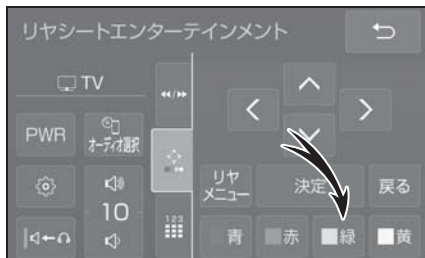 リヤシートエンターテインメント
TV
PWR
オーディオ選択
10
123
リヤ
メニュー
決定
戻る
青
赤
緑
黄